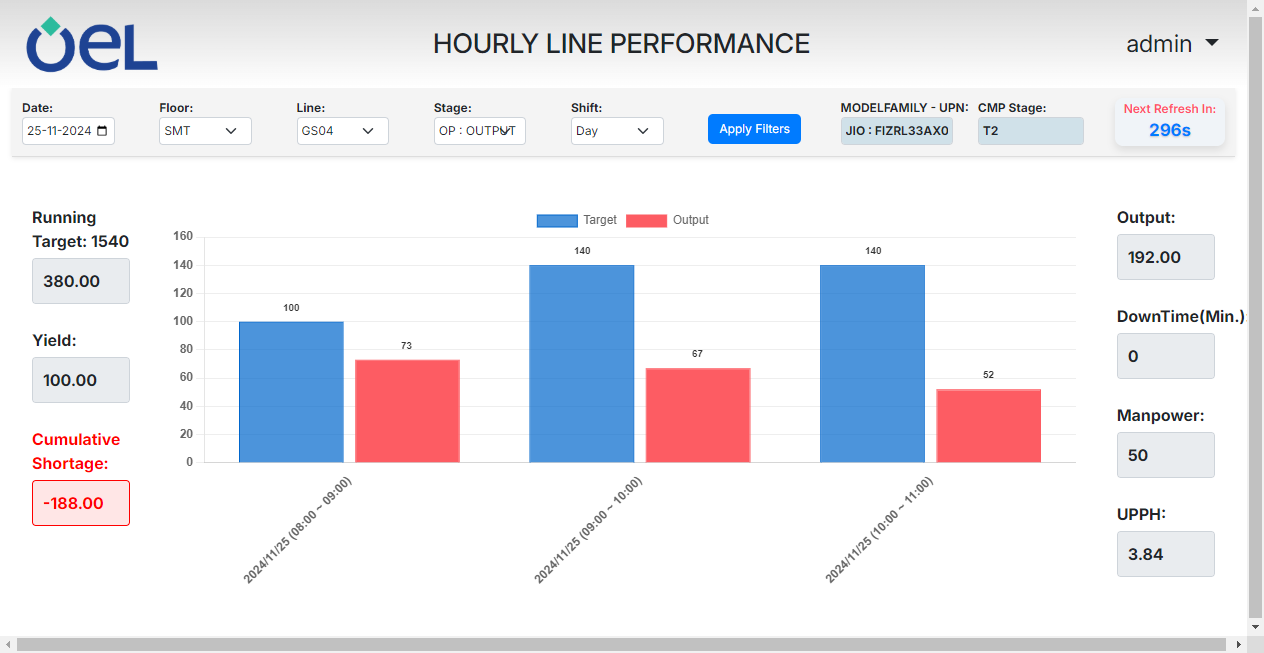 OEL
HOURLY LINE PERFORMANCE
admin
Date: Floor: Line: Stage: Shift: MODELFAMILY - UPN: CMP Stage: Next Refresh In:
25-11-2024 SMT GS04 OP : OUTPUT Day Apply Filters JIO : FIZRL33AX0 T2 296s
Running
Target: 1540
380.00
Yield:
100.00
Cumulative
Shortage:
-188.00
Target Output
160
140
120
100
80
60
40
20
0
100 73 140 67 140 52
2024/11/25 (08:00 ~ 09:00)
2024/11/25 (09:00 ~ 10:00)
2024/11/25 (10:00 ~ 11:00)
Output:
192.00
DownTime(Min.):
0
Manpower:
50
UPPH:
3.84